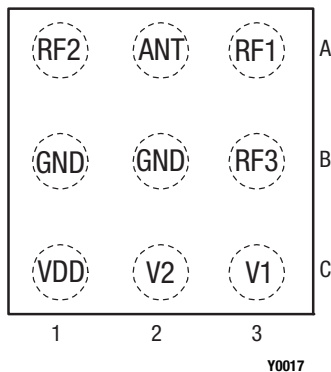 RF2 ANT RF1 A
GND GND RF3 B
VDD V2 V1 C
1 2 3
Y0017